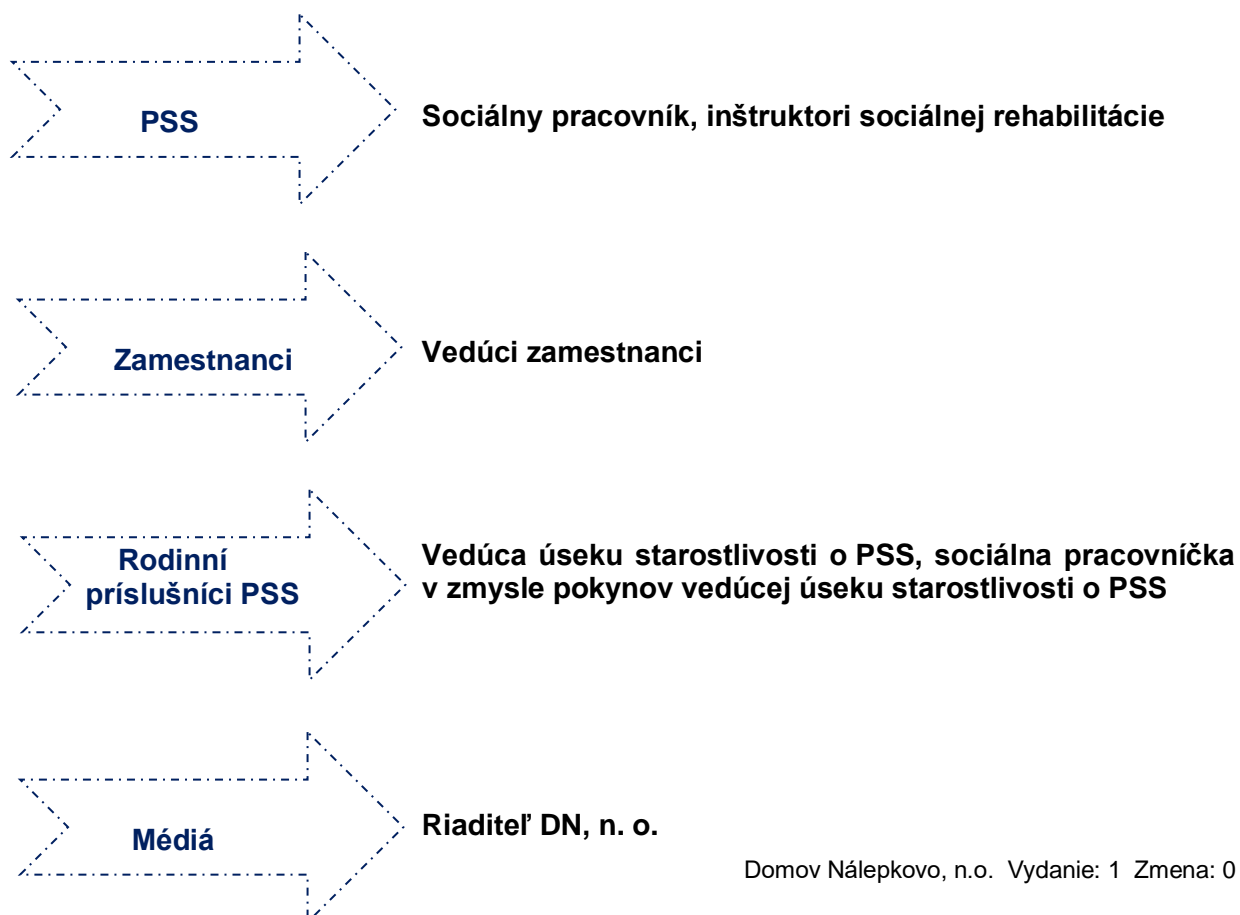 PSS
Sociálny pracovník, inštruktori sociálnej rehabilitácie
Zamestnanci
Vedúci zamestnanci
Rodinní
príslušníci PSS
Vedúca úseku starostlivosti o PSS, sociálna pracovníčka
v zmysle pokynov vedúcej úseku starostlivosti o PSS
Médiá
Riaditeľ DN, n. o.
Domov Nálepkovo, n.o. Vydanie: 1 Zmena: 0